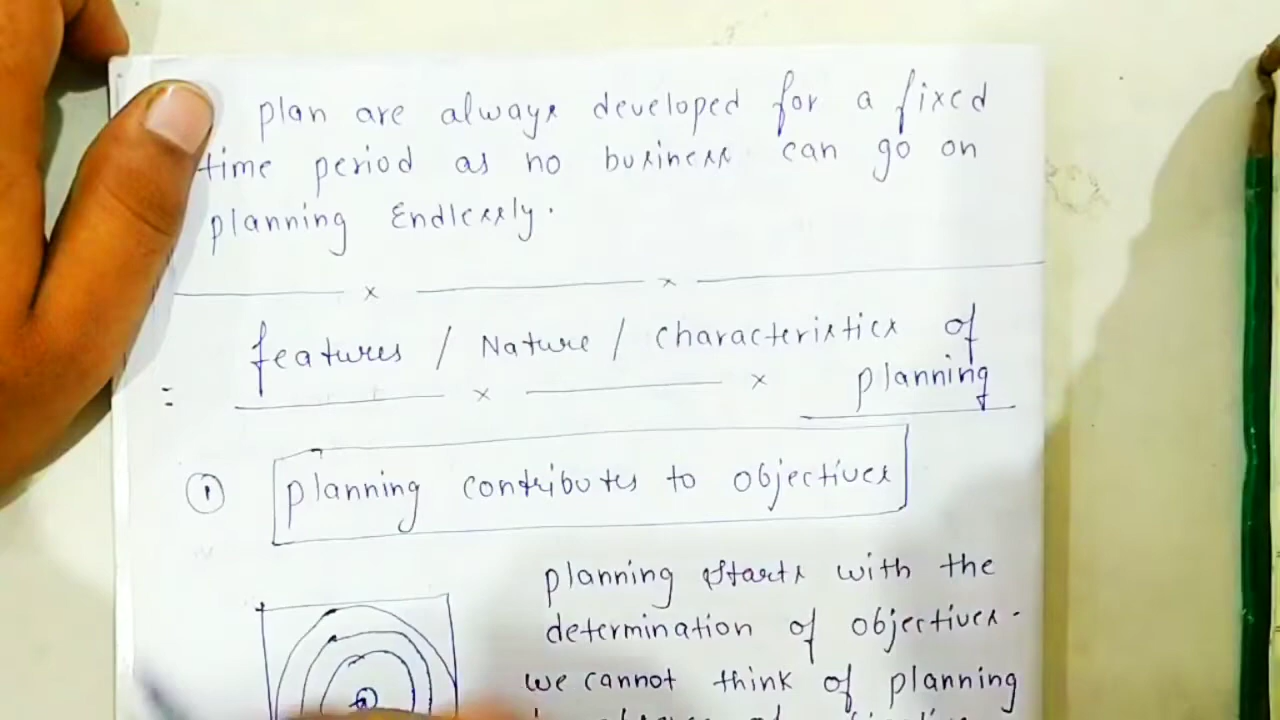 plan are always developed for a fixed
time period as no business can go on
planning Endlessly.
features / Nature / characteristics of
planning
① planning contributes to objectives
planning starts with the
determination of objectives.
we cannot think of planning